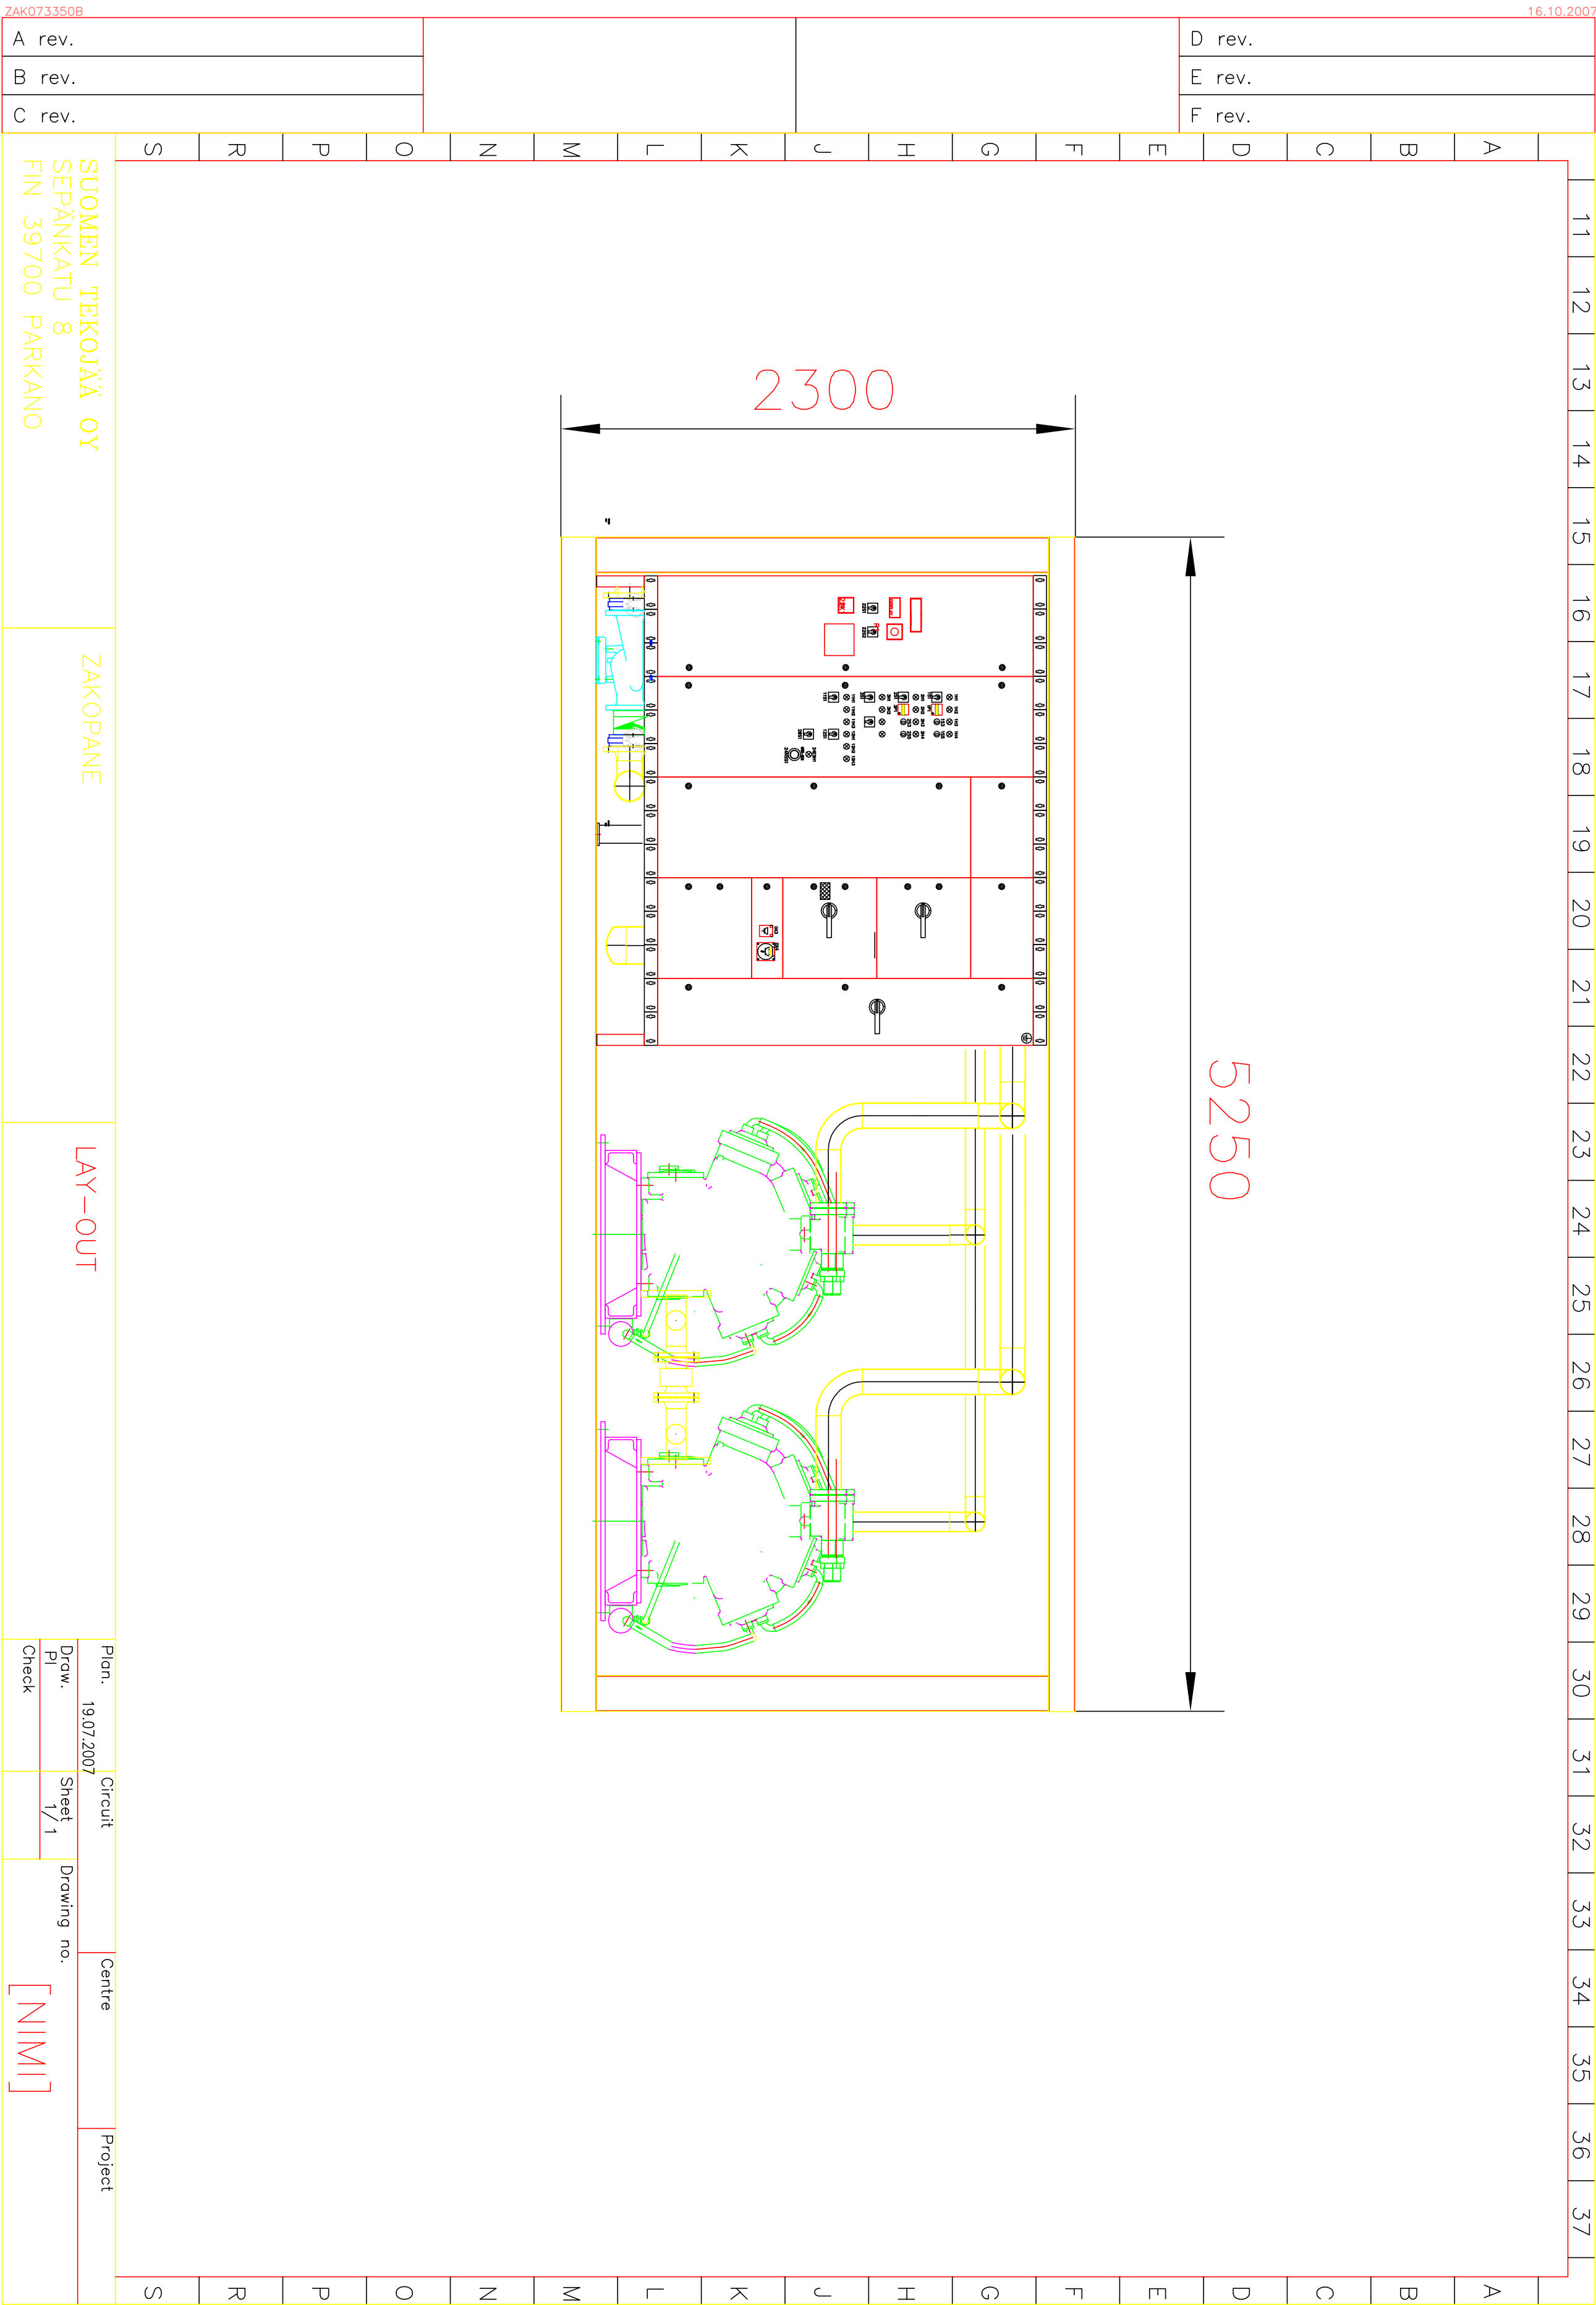 ZAK073350B
16.10.2007
A rev.
B rev.
C rev.
D rev.
E rev.
F rev.
S R P O N M L K J H G F E D C B A
11
12
13
14
15
16
17
18
19
20
21
22
23
24
25
26
27
28
29
30
31
32
33
34
35
36
37
2300
5250
SUOMEN TEKOJÄÄ OY
SEPÄNKATU 8
FIN 39700 PARKANO
ZAKOPANE
LAY-OUT
Plan.
19.07.2007
Draw.
PI
Check
Circuit
Sheet
1/1
Centre
Drawing no.
[NIMI]
Project
S R P O N M L K J H G F E D C B A